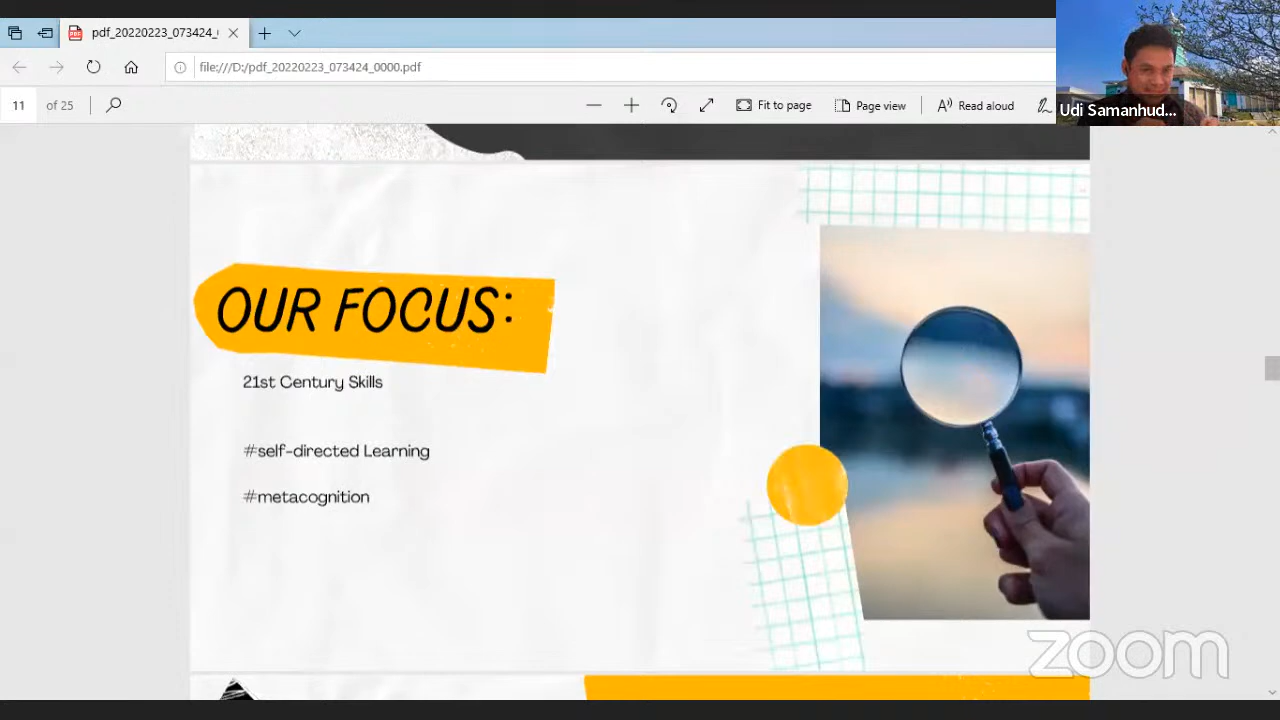 pdf_20220223_073424_
file:///D:/pdf_20220223_073424_0000.pdf
11 of 25
Fit to page
Page view
Read aloud
Udi Samanhud...
OUR FOCUS:
21st Century Skills
#self-directed Learning
#metacognition
zoom